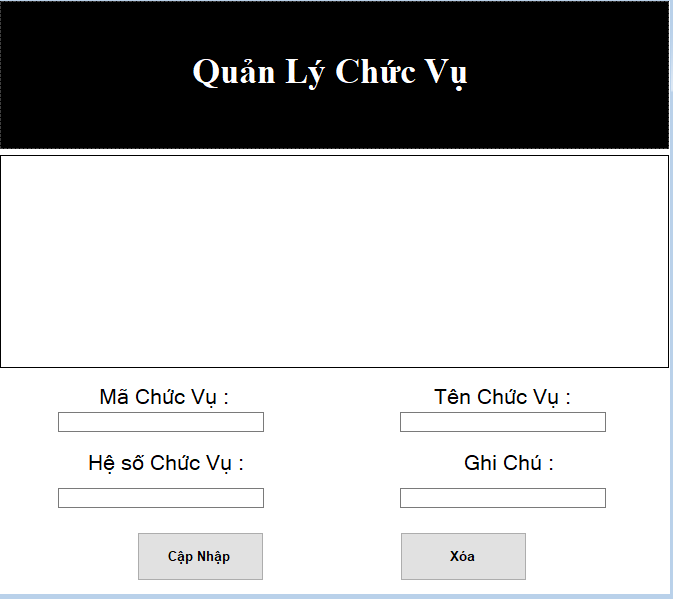 Quản Lý Chức Vụ
Mã Chức Vụ :
Tên Chức Vụ :
Hệ số Chức Vụ :
Ghi Chú :
Cập Nhập
Xóa